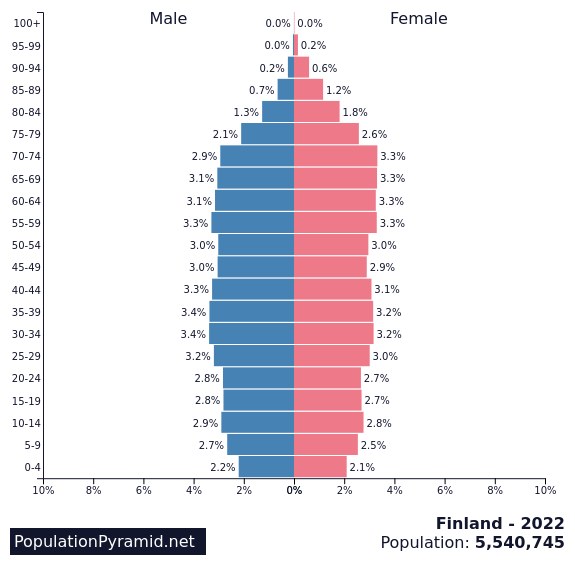 Male Female
100+ 0.0% 0.0%
95-99 0.0% 0.2%
90-94 0.2% 0.6%
85-89 0.7% 1.2%
80-84 1.3% 1.8%
75-79 2.1% 2.6%
70-74 2.9% 3.3%
65-69 3.1% 3.3%
60-64 3.1% 3.3%
55-59 3.3% 3.3%
50-54 3.0% 3.0%
45-49 3.0% 2.9%
40-44 3.3% 3.1%
35-39 3.4% 3.2%
30-34 3.4% 3.2%
25-29 3.2% 3.0%
20-24 2.8% 2.7%
15-19 2.8% 2.7%
10-14 2.9% 2.8%
5-9 2.7% 2.5%
0-4 2.2% 2.1%
10% 8% 6% 4% 2% 0% 2% 4% 6% 8% 10%
Finland - 2022
PopulationPyramid.net Population: 5,540,745